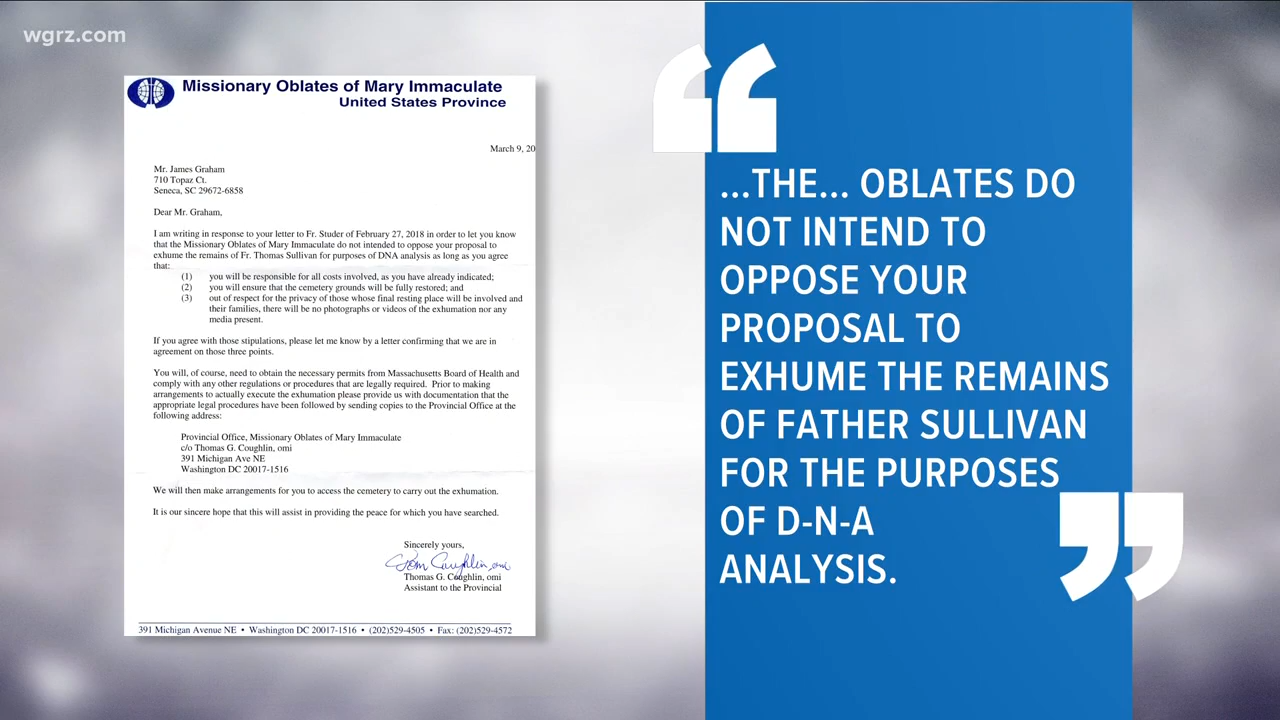 wgrz.com
Missionary Oblates of Mary Immaculate
United States Province
March 9, 20
Mr. James Graham
710 Topaz Ct.
Seneca, SC 29672-6858
Dear Mr. Graham,
I am writing in response to your letter to Fr. Studer of February 27, 2018 in order to let you know
that the Missionary Oblates of Mary Immaculate do not intended to oppose your proposal to
exhume the remains of Fr. Thomas Sullivan for purposes of DNA analysis as long as you agree
that:
(1) you will be responsible for all costs involved, as you have already indicated;
(2) you will ensure that the cemetery grounds will be fully restored; and
(3) out of respect for the privacy of those whose final resting place will be involved and
their families, there will be no photographs or videos of the exhumation nor any
media present.
If you agree with those stipulations, please let me know by a letter confirming that we are in
agreement on those three points.
You will, of course, need to obtain the necessary permits from Massachusetts Board of Health and
comply with any other regulations or procedures that are legally required. Prior to making
arrangements to actually execute the exhumation please provide us with documentation that the
appropriate legal procedures have been followed by sending copies to the Provincial Office at the
following address:
Provincial Office, Missionary Oblates of Mary Immaculate
c/o Thomas G. Coughlin, omi
391 Michigan Ave NE
Washington DC 20017-1516
We will then make arrangements for you to access the cemetery to carry out the exhumation.
It is our sincere hope that this will assist in providing the peace for which you have searched.
Sincerely yours,
Tom Coughlin, omi
Thomas G. Coughlin, omi
Assistant to the Provincial
391 Michigan Avenue NE • Washington DC 20017-1516 • (202)529-4505 • Fax: (202)529-4572
“
...THE... OBLATES DO
NOT INTEND TO
OPPOSE YOUR
PROPOSAL TO
EXHUME THE REMAINS
OF FATHER SULLIVAN
FOR THE PURPOSES
OF D-N-A
ANALYSIS.
”